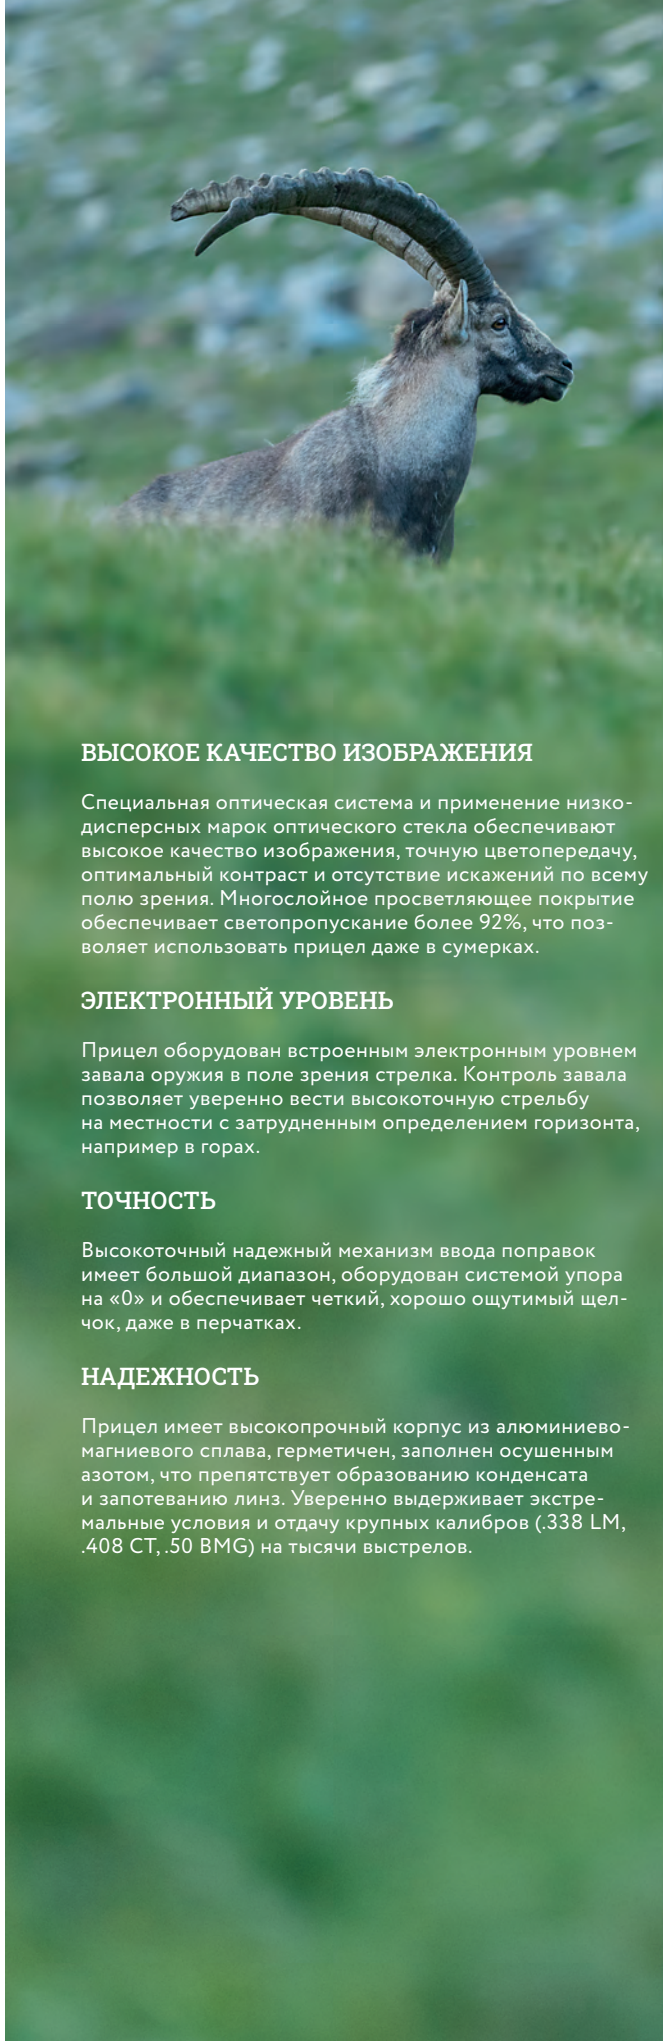 ВЫСОКОЕ КАЧЕСТВО ИЗОБРАЖЕНИЯ
Специальная оптическая система и применение низко-
дисперсных марок оптического стекла обеспечивают
высокое качество изображения, точную цветопередачу,
оптимальный контраст и отсутствие искажений по всему
полю зрения. Многослойное просветляющее покрытие
обеспечивает светопропускание более 92%, что поз-
воляет использовать прицел даже в сумерках.
ЭЛЕКТРОННЫЙ УРОВЕНЬ
Прицел оборудован встроенным электронным уровнем
завала оружия в поле зрения стрелка. Контроль завала
позволяет уверенно вести высокоточную стрельбу
на местности с затрудненным определением горизонта,
например в горах.
ТОЧНОСТЬ
Высокоточный надежный механизм ввода поправок
имеет большой диапазон, оборудован системой упора
на «0» и обеспечивает четкий, хорошо ощутимый щел-
чок, даже в перчатках.
НАДЕЖНОСТЬ
Прицел имеет высокопрочный корпус из алюминиево-
магниевого сплава, герметичен, заполнен осушенным
азотом, что препятствует образованию конденсата
и запотеванию линз. Уверенно выдерживает экстре-
мальные условия и отдачу крупных калибров (.338 LM,
.408 CT, .50 BMG) на тысячи выстрелов.